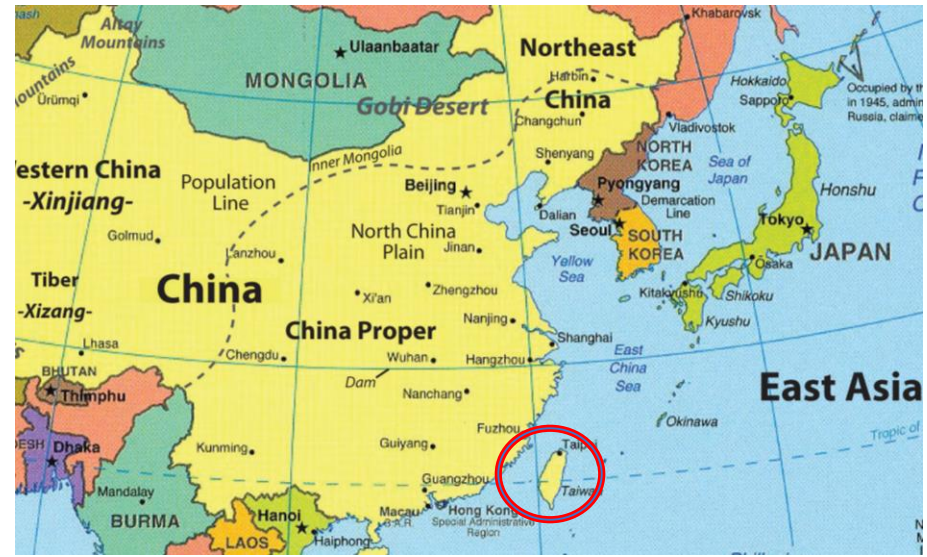 Altay
Mountains
Khabarovsk
Ulaanbaatar
Northeast
MONGOLIA
Harbin
Hokkaido
Occupied by
in 1945,
Russia,
Gobi Desert
China
Sapporo
Ürümqi
Changchun
Vladivostok
Inner Mongolia
Shenyang
NORTH
KOREA
Sea of
Japan
China
-Xinjiang-
Population
Line
Beijing
Pyongyang
Honshu
Tianjin
Dalian
Demarcation
Line
Golmud
North China
Plain
Seoul
SOUTH
KOREA
Tokyo
JAPAN
Lanzhou
Jinan
Yellow
Sea
Osaka
Tiber
-Xizang-
China
Xi'an
Zhengzhou
Kitakyushu
Shikoku
China Proper
Nanjing
Kyushu
Shanghai
Lhasa
Chengdu
Wuhan
Hangzhou
East
China
Sea
BHUTAN
Dam
East Asia
Thimphu
Nanchang
Okinawa
Fuzhou
Tropic of
Dhaka
Kunming
Guiyang
Taipei
Guangzhou
Taiwan
Mandalay
Macau
S.A.R.
Hong Kong
Special Administrative
Region
BURMA
Hanoi
LAOS
Haiphong